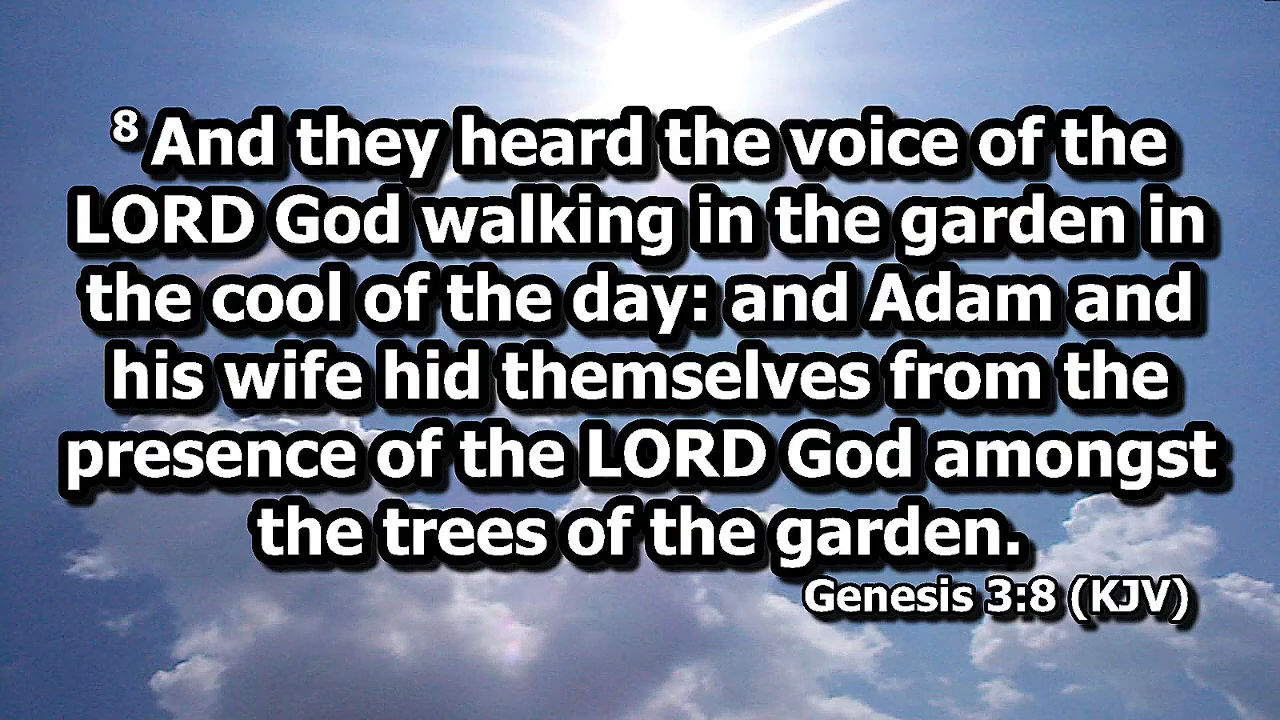 8 And they heard the voice of the
LORD God walking in the garden in
the cool of the day: and Adam and
his wife hid themselves from the
presence of the LORD God amongst
the trees of the garden.
Genesis 3:8 (KJV)